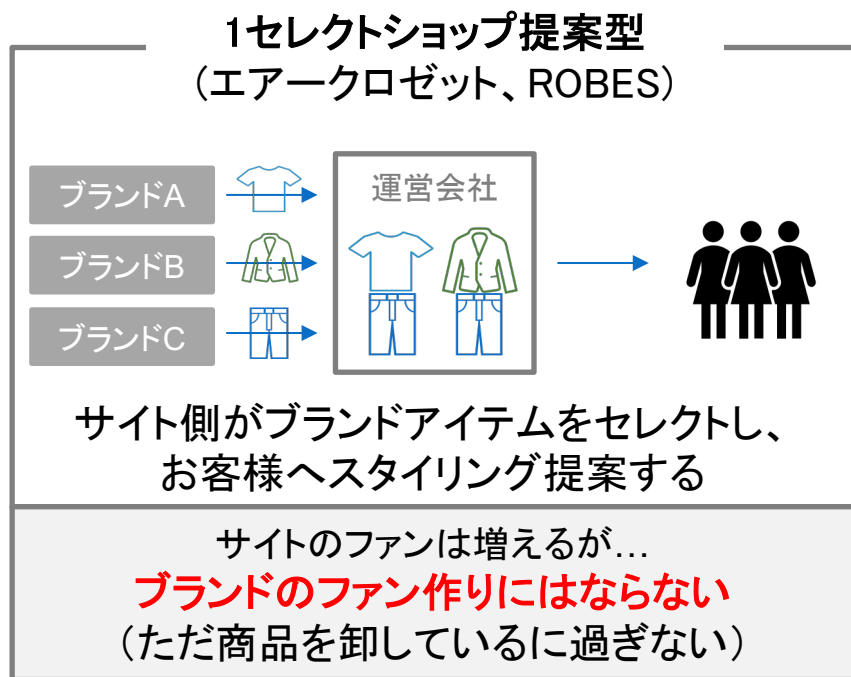 1セレクトショップ提案型
（エアークロゼット、ROBES）
ブランドA
運営会社
ブランドB
ブランドC
サイト側がブランドアイテムをセレクトし、
お客様へスタイリング提案する
サイトのファンは増えるが…
ブランドのファン作りにはならない
（ただ商品を卸しているに過ぎない）